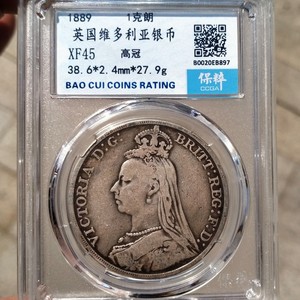 1889 1克朗
英国维多利亚银币
XF45 高冠
38.6*2.4mm*27.9g
BAO CUI COINS RATING
B0020EB897
保粹
CCGA
VICTORIA D:G: BRITT:REG:F:D: